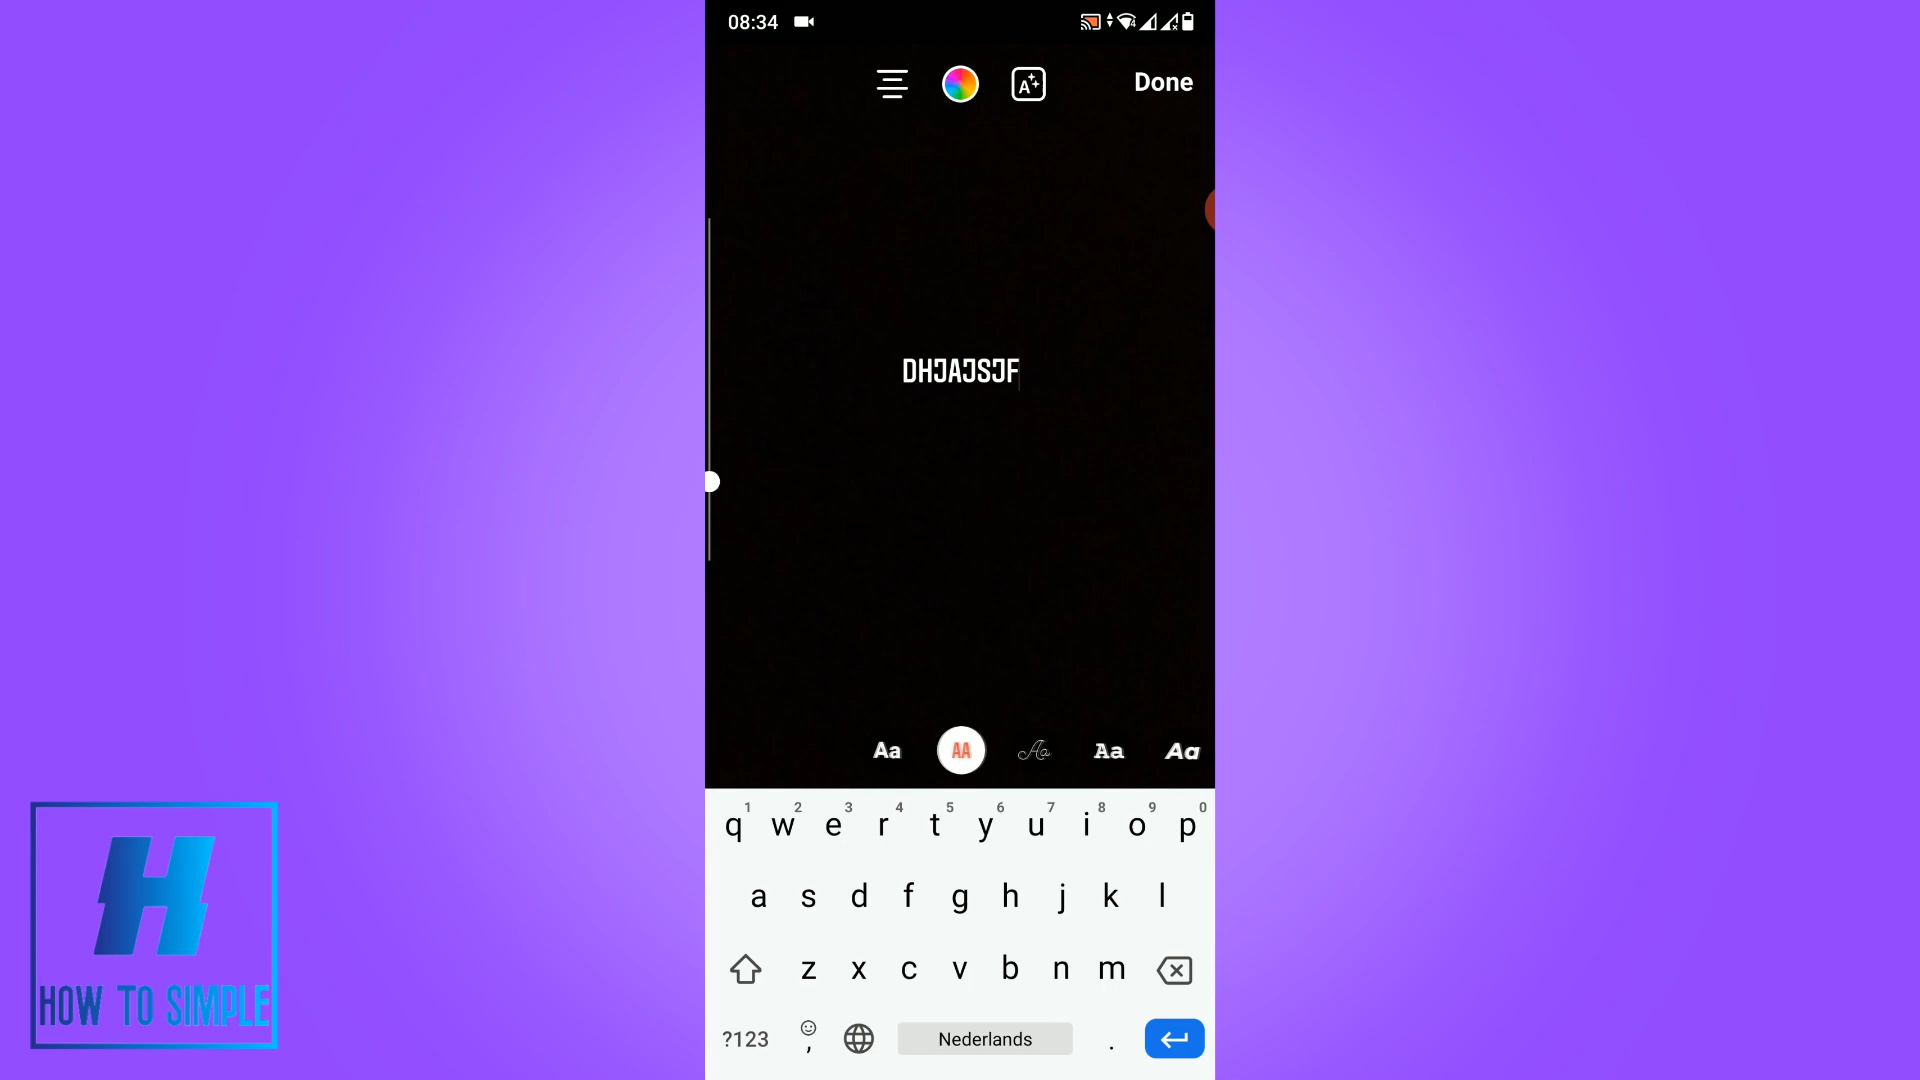 08:34
Done
DHJAJSJF
Aa AA Aa Aa Aa
1 2 3 4 5 6 7 8 9 0
q w e r t y u i o p
a s d f g h j k l
z x c v b n m
?123 , Nederlands .
H
HOW TO SIMPLE